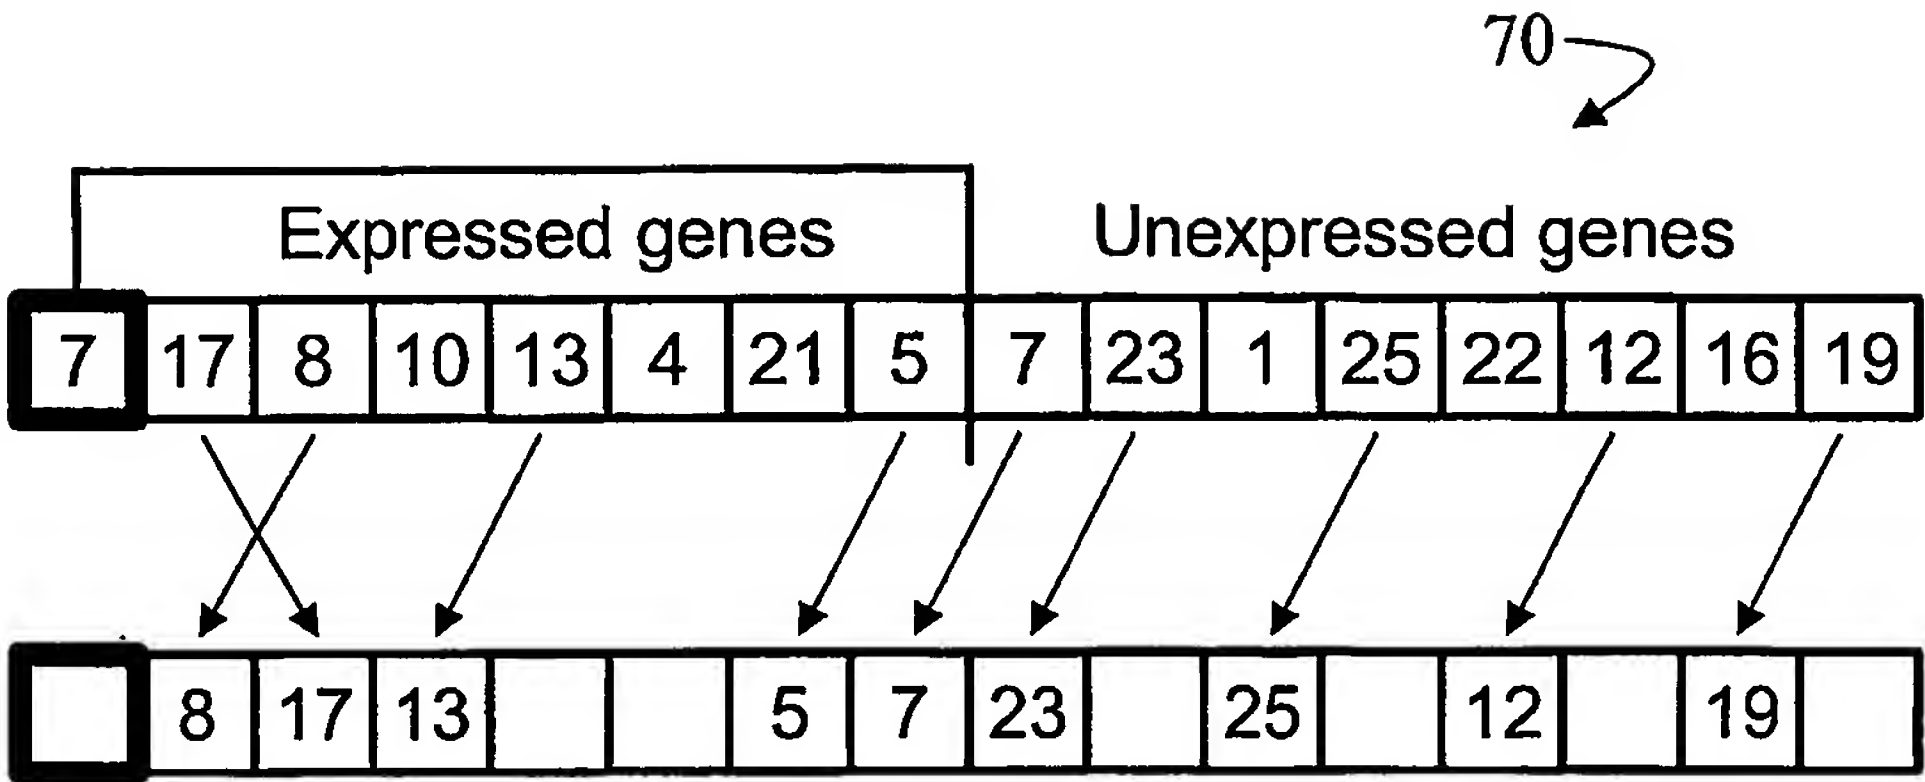 70
Expressed genes Unexpressed genes
7 17 8 10 13 4 21 5 7 23 1 25 22 12 16 19
8 17 13 5 7 23 25 12 19